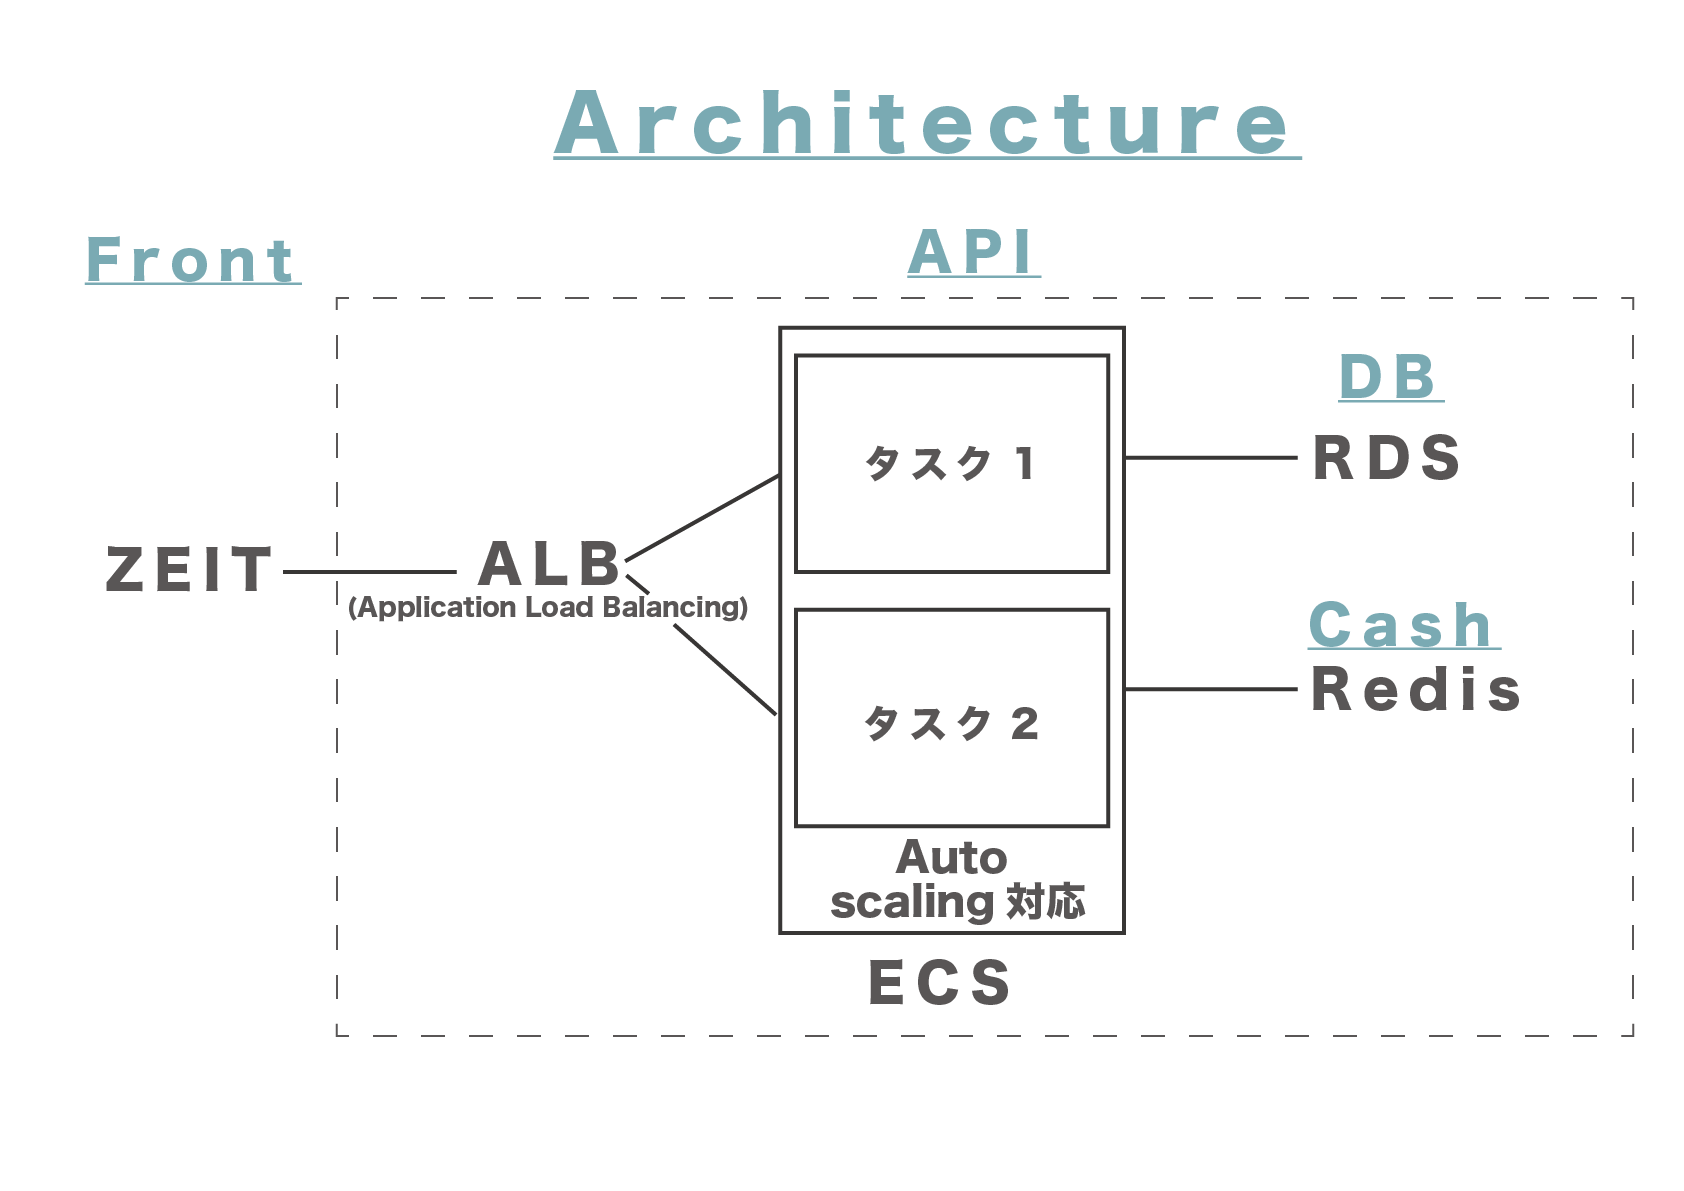 Architecture
Front
API
DB
RDS
タスク 1
ZEIT
ALB
(Application Load Balancing)
Cash
Redis
タスク 2
Auto
scaling 対応
ECS